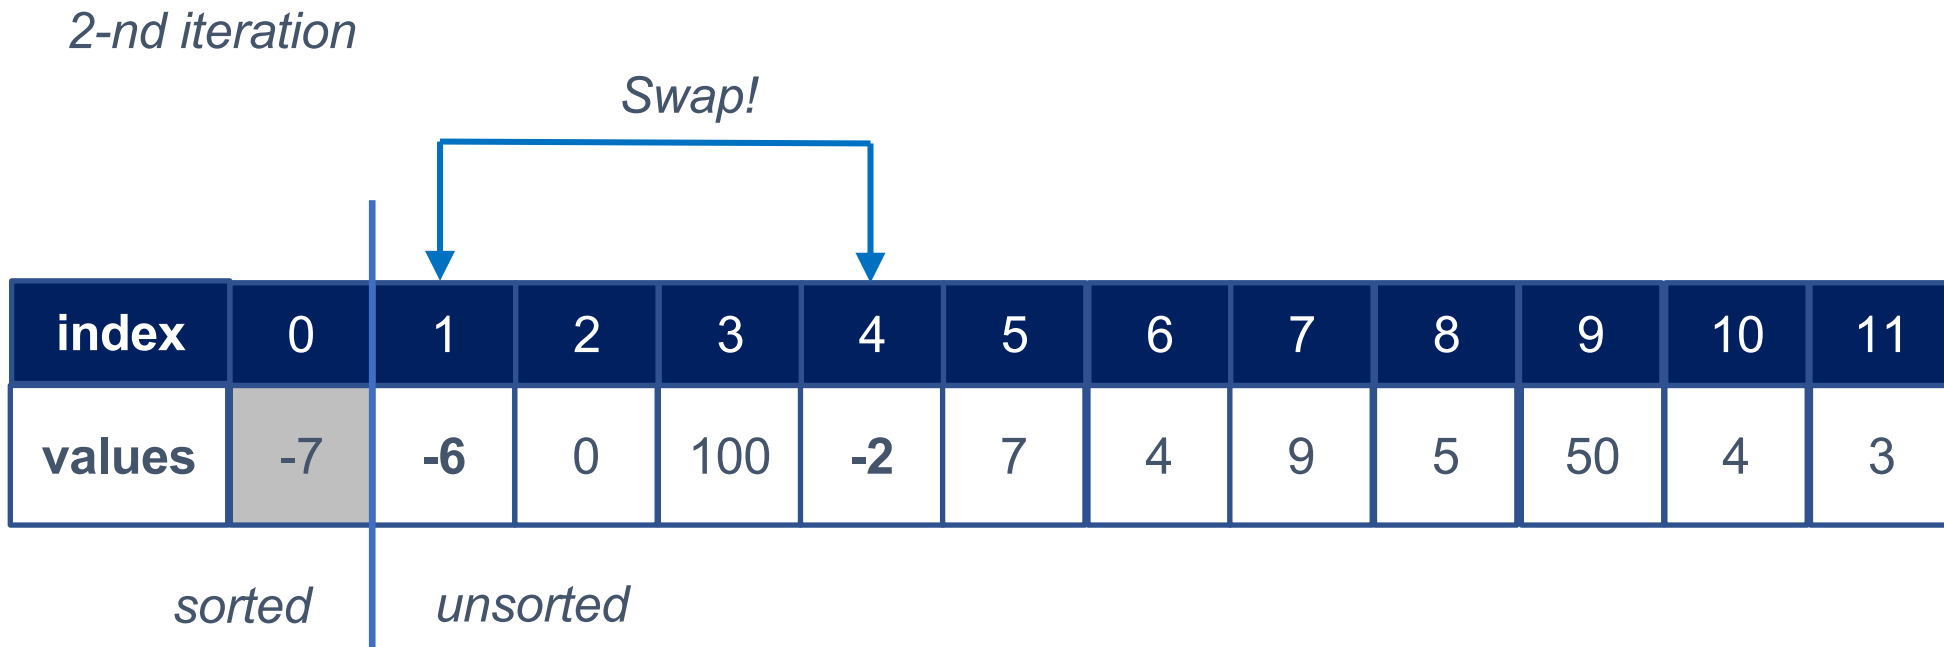 2-nd iteration
Swap!
index 0 1 2 3 4 5 6 7 8 9 10 11
values -7 -6 0 100 -2 7 4 9 5 50 4 3
sorted unsorted